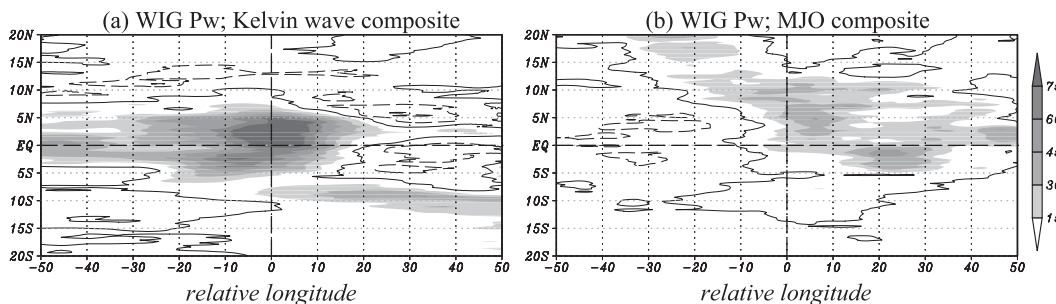 (a) WIG Pw; Kelvin wave composite
(b) WIG Pw; MJO composite
20N
15N
10N
5N
EQ
5S
10S
15S
20S
-50 -40 -30 -20 -10 0 10 20 30 40 50
relative longitude
20N
15N
10N
5N
EQ
5S
10S
15S
20S
-50 -40 -30 -20 -10 0 10 20 30 40 50
relative longitude